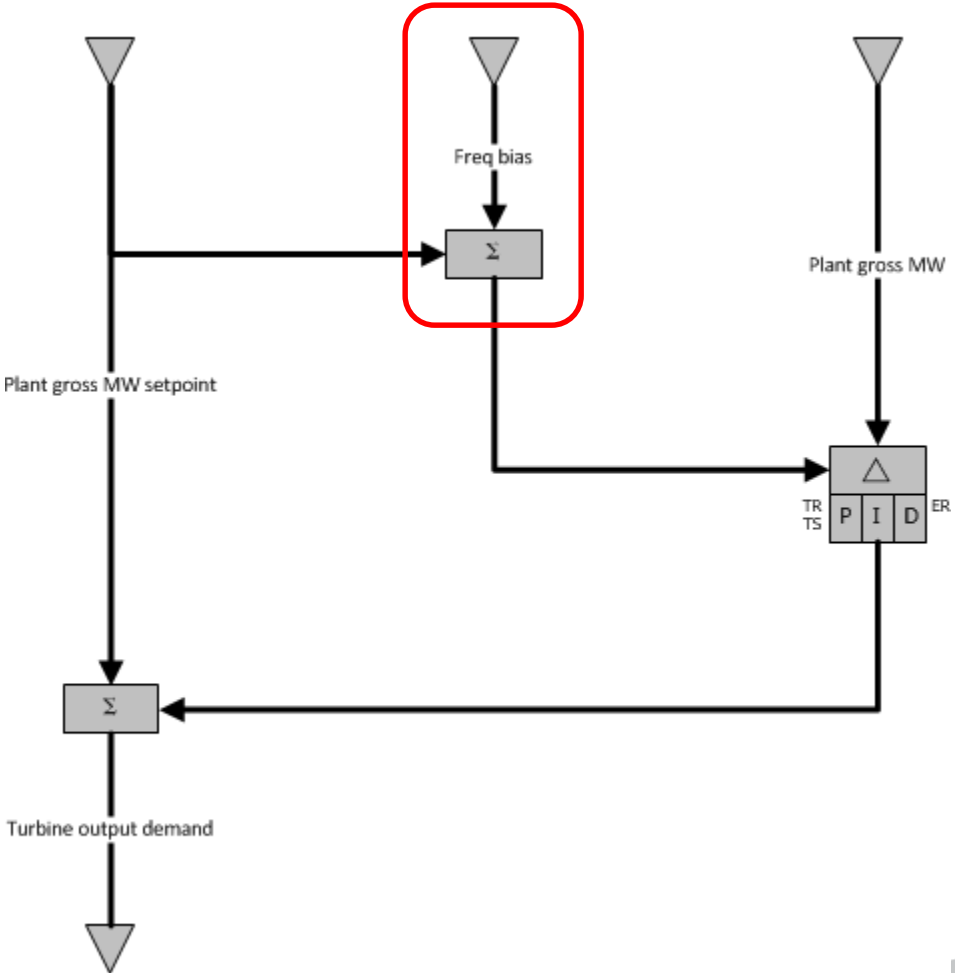 Freq bias
Σ
Plant gross MW
Plant gross MW setpoint
△
TR
TS
P I D
ER
Σ
Turbine output demand